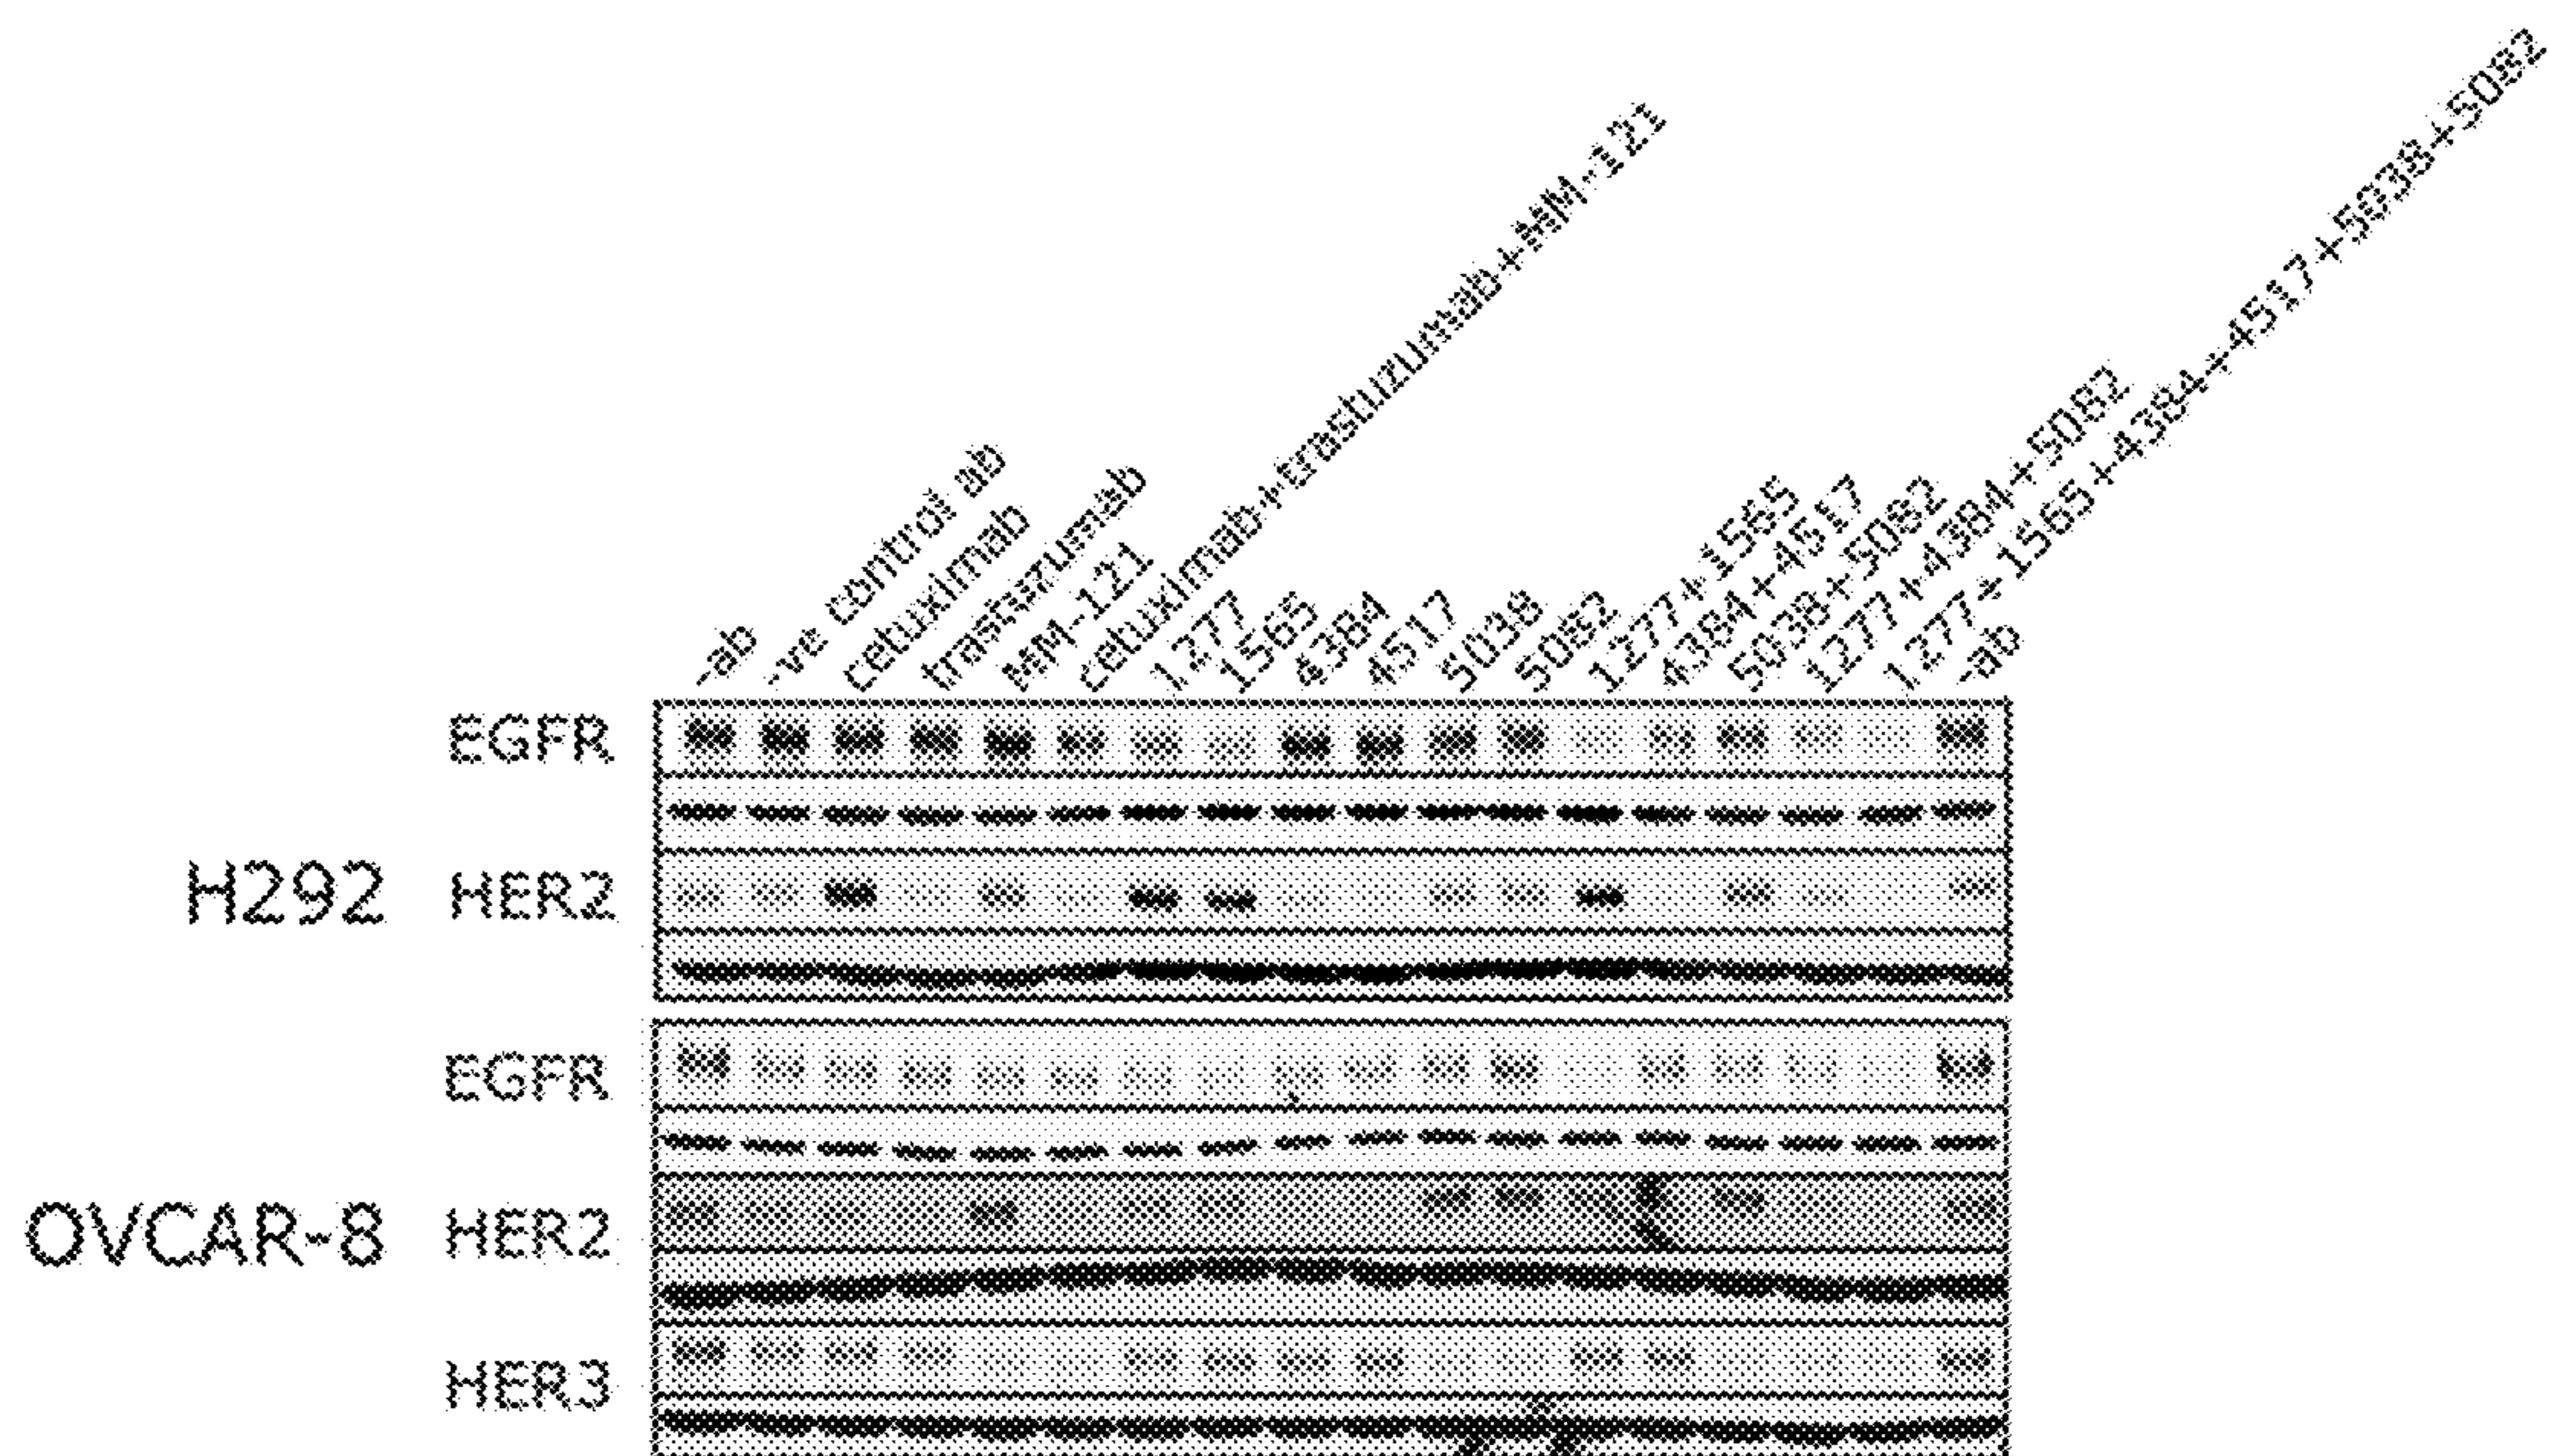 -ab
-ve control ab
cetuximab
trastuzumab
MM-121
cetuximab+trastuzumab+MM-121
1277
1565
4384
4517
5038
5082
1277+1565
4384+4517
5038+5082
1277+4384+5082
1277+1565+4384+4517+5038+5082
-ab
EGFR
H292 HER2
EGFR
OVCAR-8 HER2
HER3